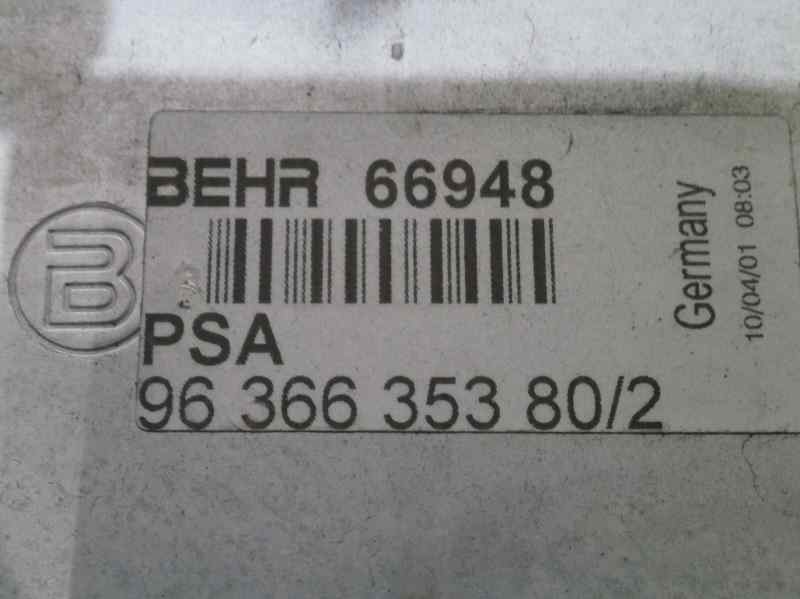 BEHR 66948
B
PSA
96 366 353 80/2
Germany
10/04/01 08:03